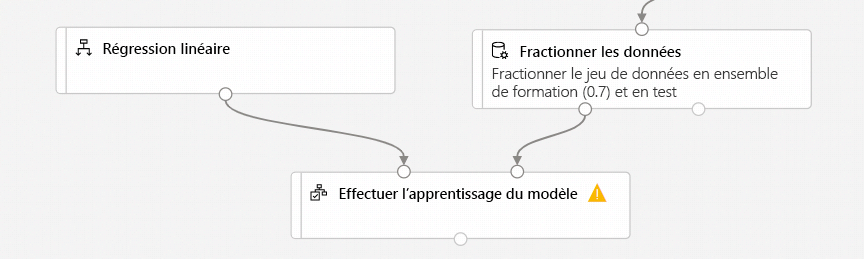 Régression linéaire
Fractionner les données
Fractionner le jeu de données en ensemble
de formation (0.7) et en test
Effectuer l’apprentissage du modèle